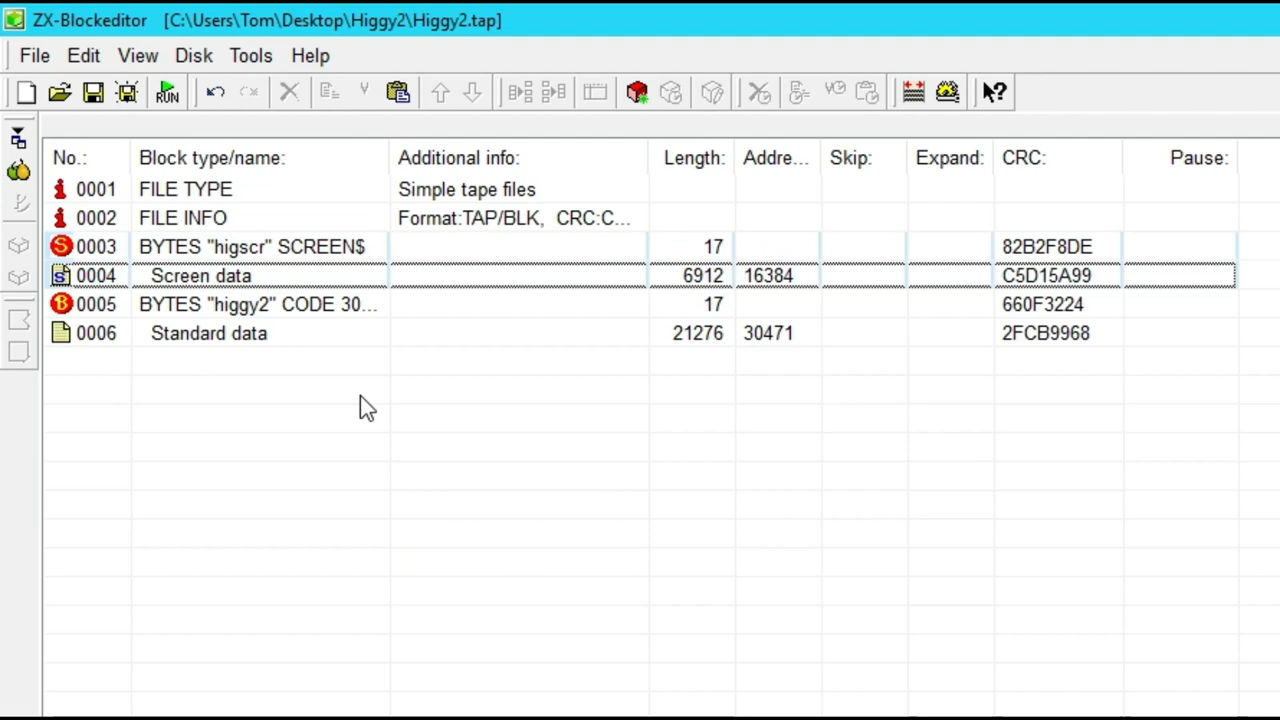 ZX-Blockeditor [C:\Users\Tom\Desktop\Higgy2\Higgy2.tap]
File Edit View Disk Tools Help
RUN
No.: Block type/name: Additional info: Length: Addre... Skip: Expand: CRC: Pause:
0001 FILE TYPE Simple tape files
0002 FILE INFO Format:TAP/BLK, CRC:C...
0003 BYTES "higscr" SCREEN$ 17 82B2F8DE
0004 Screen data 6912 16384 C5D15A99
0005 BYTES "higgy2" CODE 30... 17 660F3224
0006 Standard data 21276 30471 2FCB9968